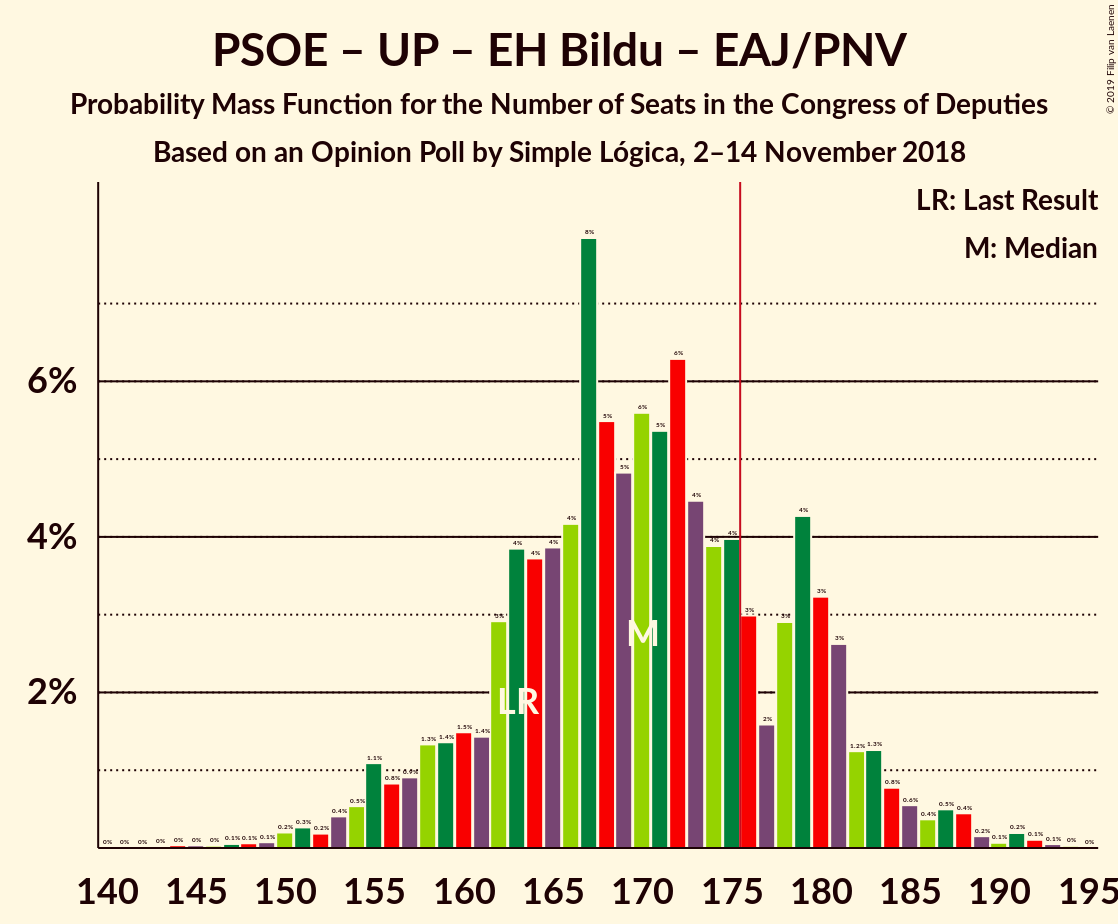 PSOE – UP – EH Bildu – EAJ/PNV
Probability Mass Function for the Number of Seats in the Congress of Deputies
Based on an Opinion Poll by Simple Lógica, 2–14 November 2018
© 2019 Filip van Laenen
LR: Last Result
M: Median
6%
4%
2%
0% 0% 0% 0% 0% 0% 0% 0.1% 0.1% 0.1% 0.2% 0.3% 0.2% 0.4% 0.5% 1.1% 0.8% 0.9% 1.3% 1.4% 1.5% 1.4% 3% 4% 4% 4% 4% 8% 5% 5% 6% 5% 6% 4% 4% 4% 3% 2% 3% 4% 3% 3% 1.2% 1.3% 0.8% 0.6% 0.4% 0.5% 0.4% 0.2% 0.1% 0.2% 0.1% 0.1% 0% 0%
M
LR
140 145 150 155 160 165 170 175 180 185 190 195